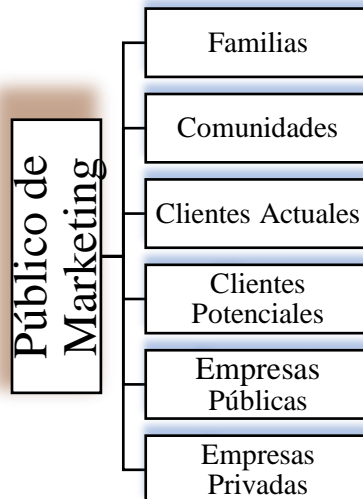 Público de
Marketing
Familias
Comunidades
Clientes Actuales
Clientes
Potenciales
Empresas
Públicas
Empresas
Privadas